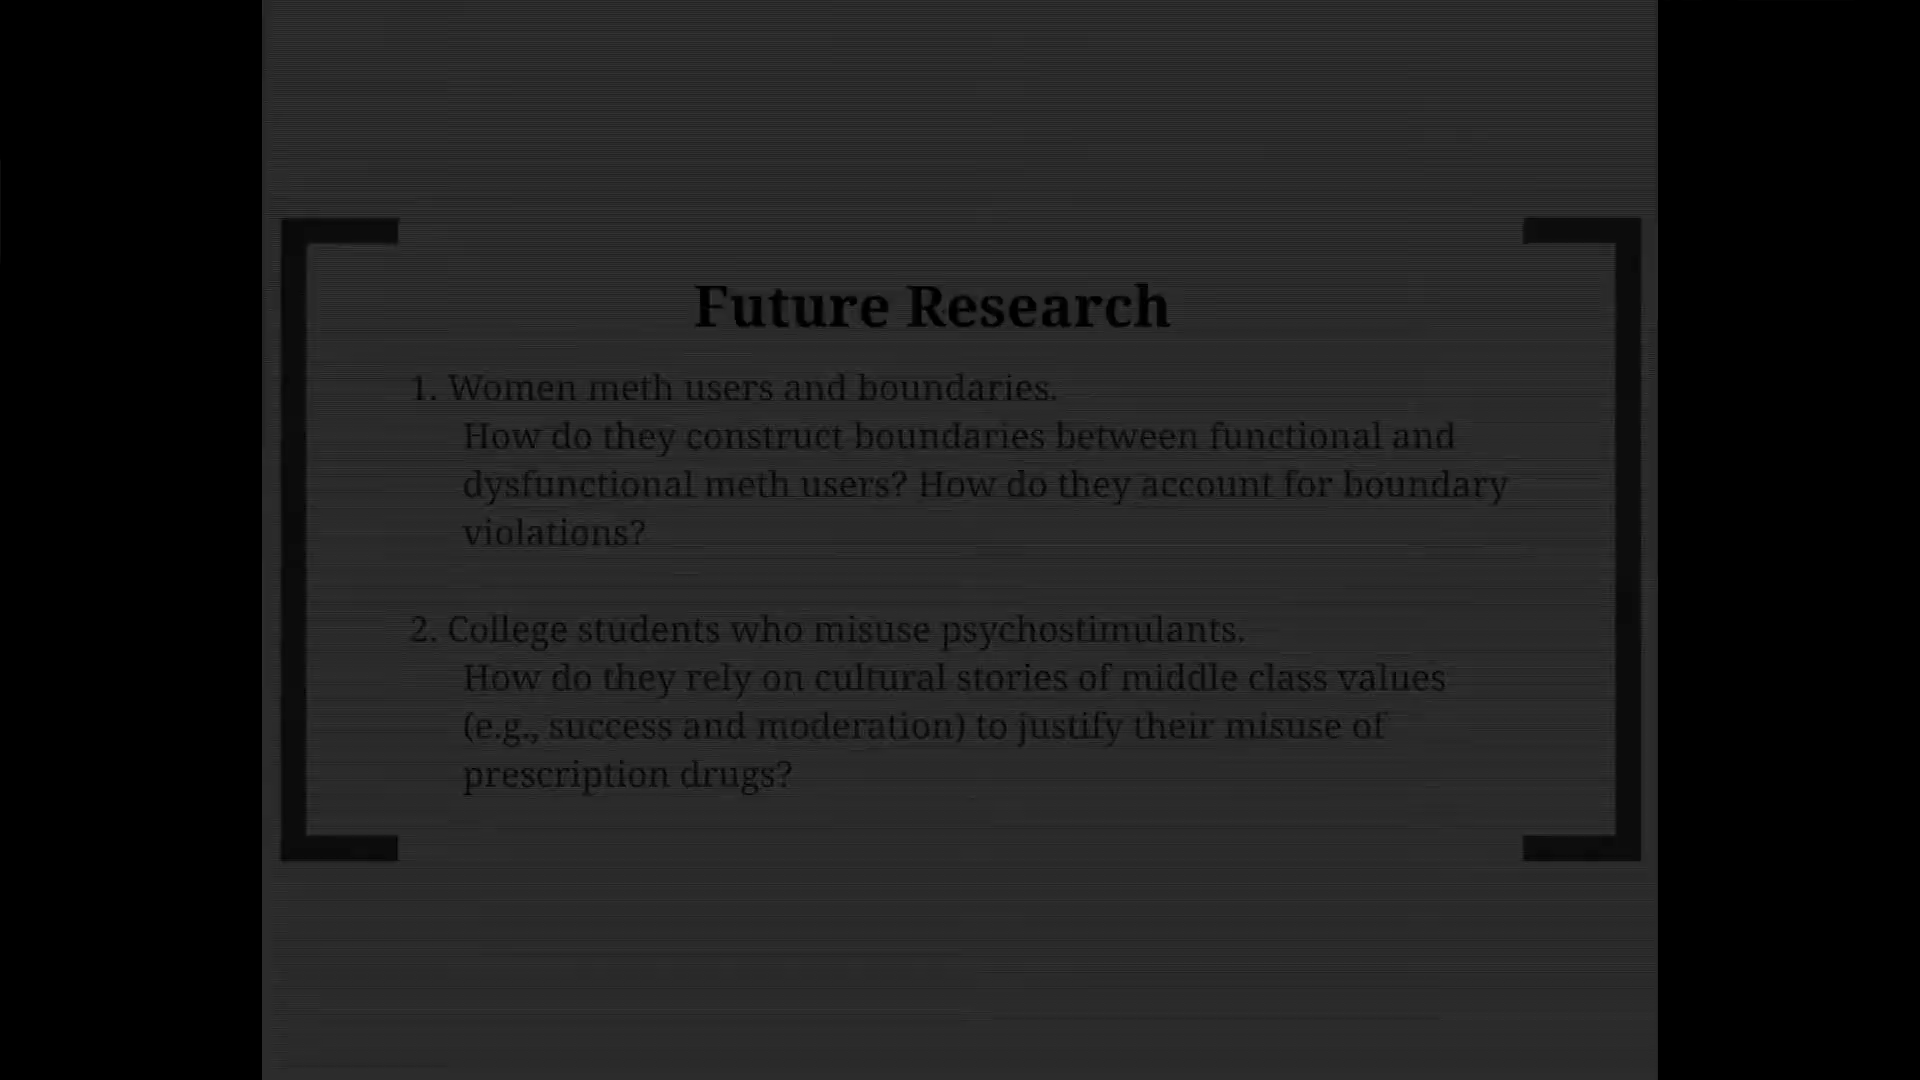 Future Research
1. Women meth users and boundaries.
How do they construct boundaries between functional and
dysfunctional meth users? How do they account for boundary
violations?
2. College students who misuse psychostimulants.
How do they rely on cultural stories of middle class values
(e.g., success and moderation) to justify their misuse of
prescription drugs?